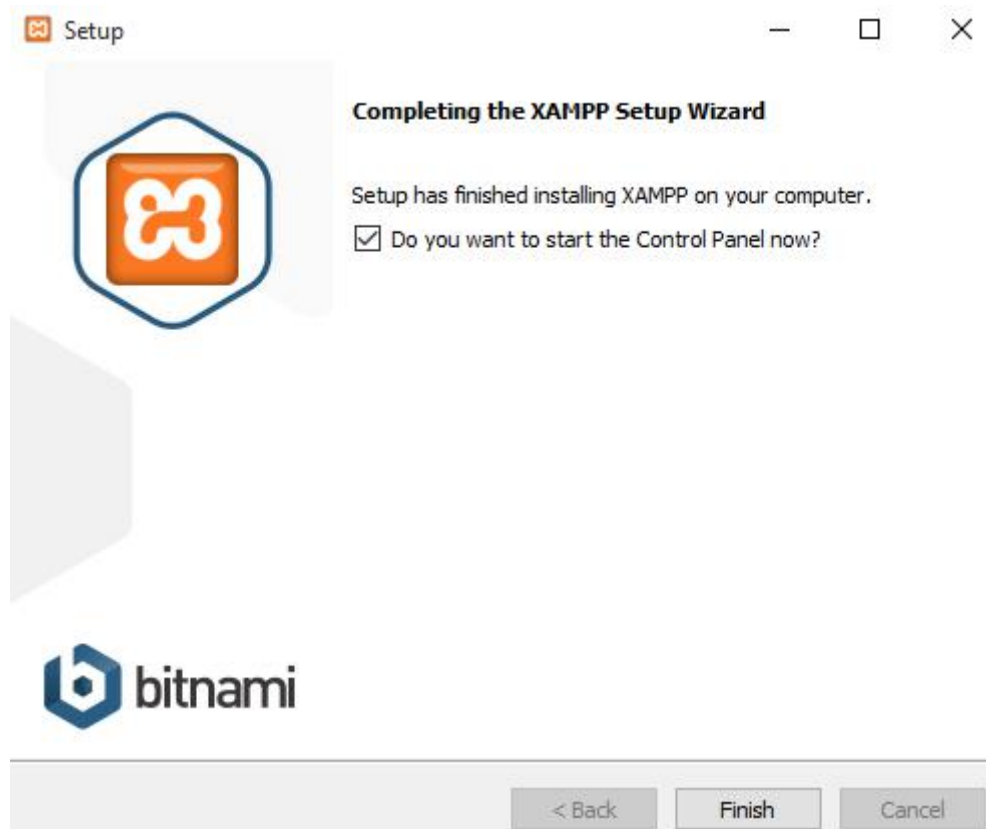 Setup
Completing the XAMPP Setup Wizard
Setup has finished installing XAMPP on your computer.
Do you want to start the Control Panel now?
bitnami
< Back Finish Cancel